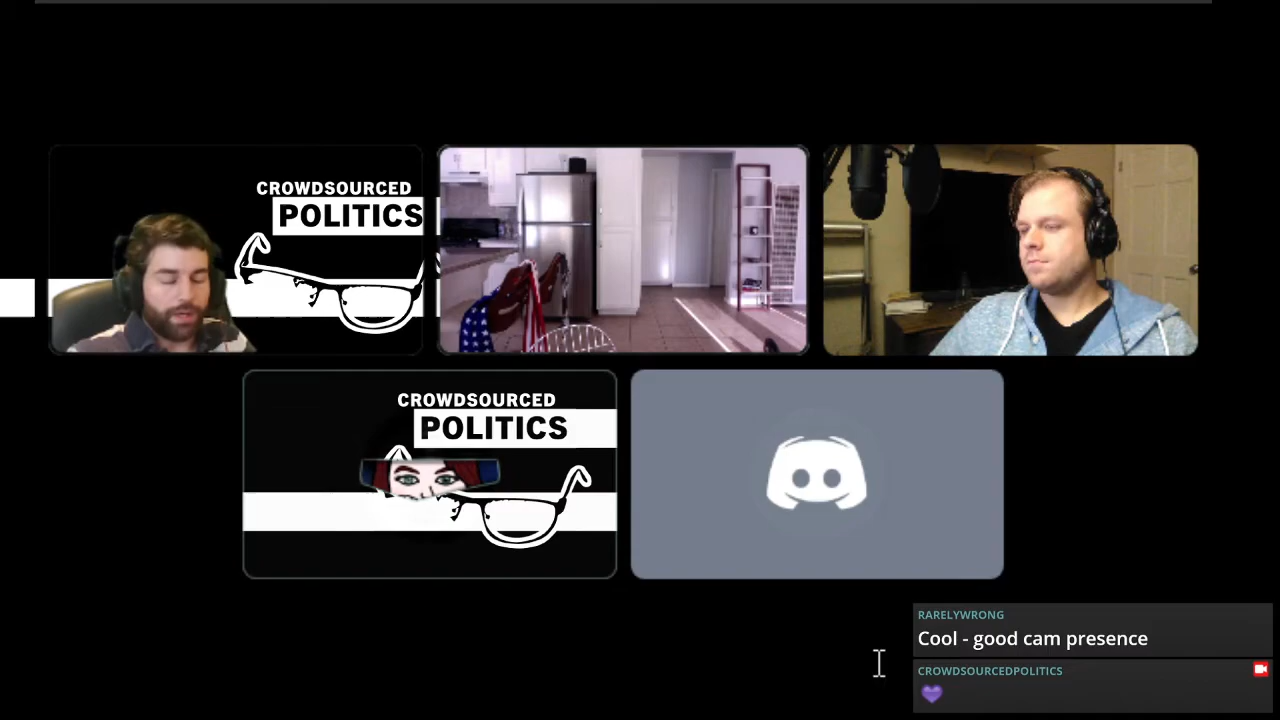 CROWDSOURCED
POLITICS
CROWDSOURCED
POLITICS
RARELYWRONG
Cool - good cam presence
CROWDSOURCEDPOLITICS
💜